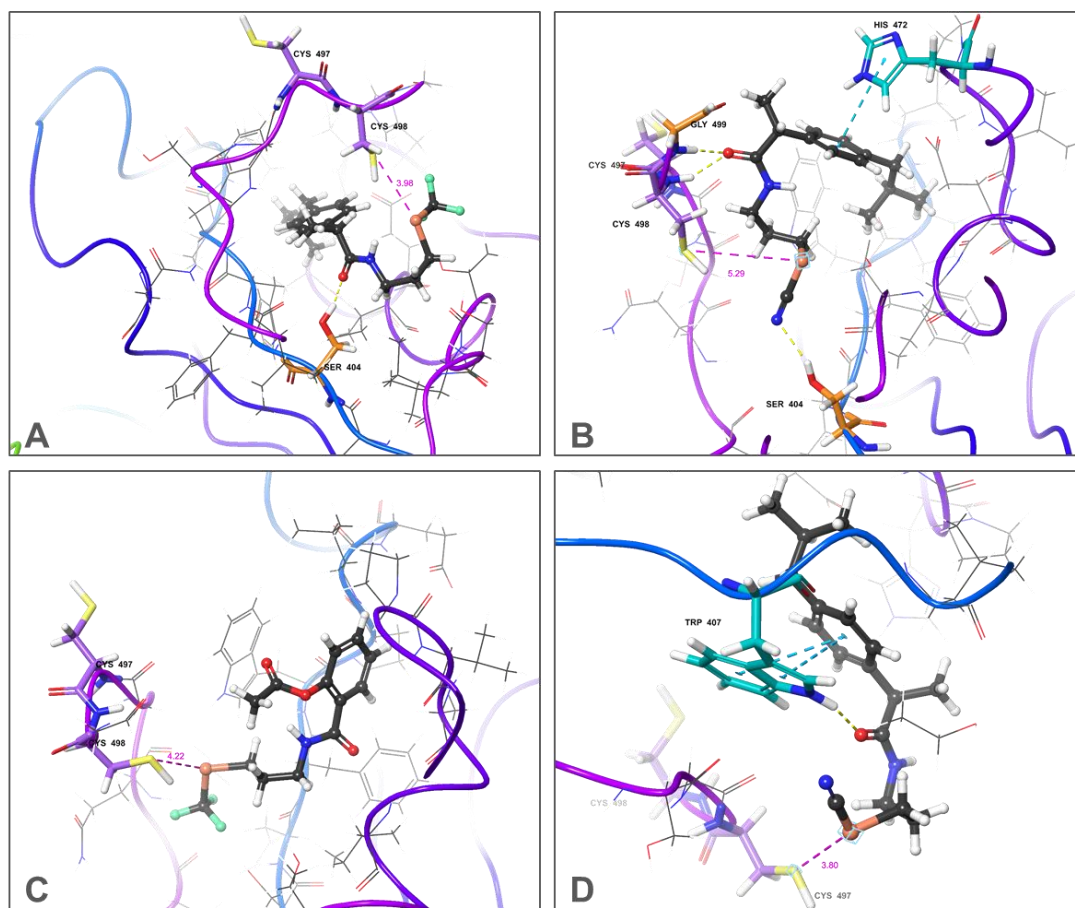 CYS 497
CYS 498
3.98
SER 404
A
HIS 472
GLY 499
CYS 497
CYS 498
5.29
SER 404
B
CYS 497
CYS 498
4.22
C
TRP 407
CYS 498
3.80
CYS 497
D